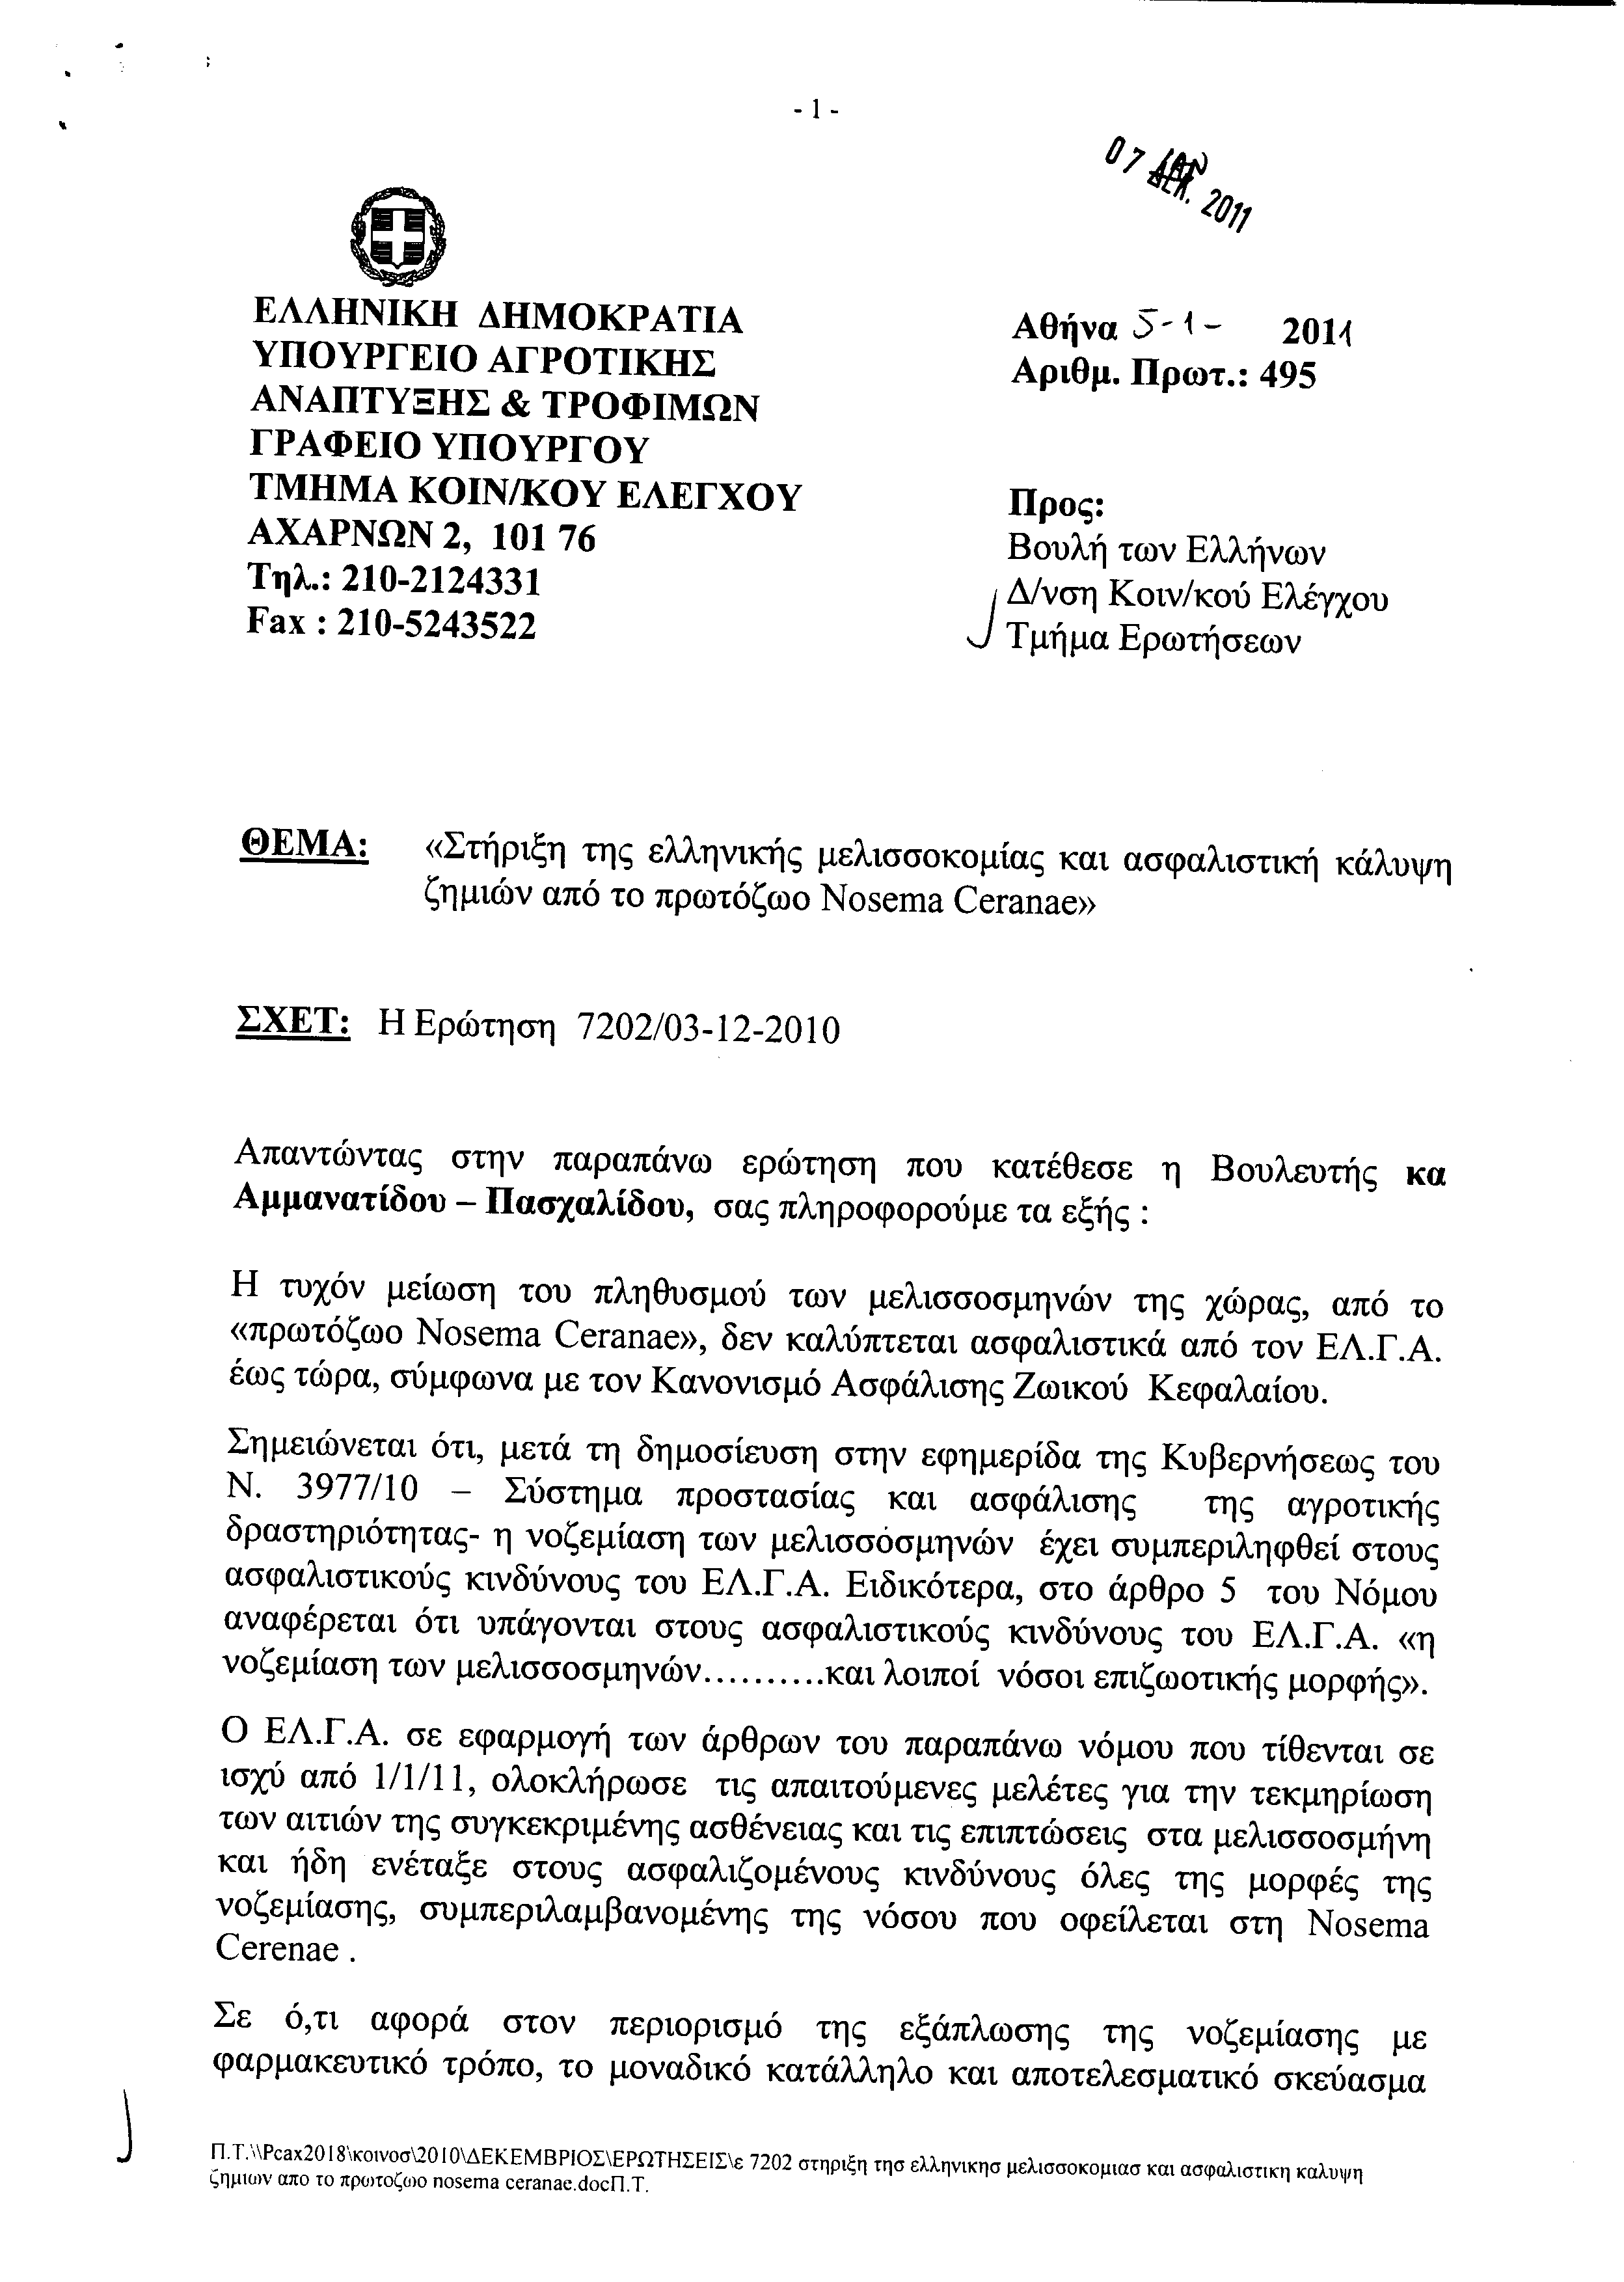 - 1 -
07 ΙΑΝ 2011
ΕΛΛΗΝΙΚΗ ΔΗΜΟΚΡΑΤΙΑ
ΥΠΟΥΡΓΕΙΟ ΑΓΡΟΤΙΚΗΣ
ΑΝΑΠΤΥΞΗΣ & ΤΡΟΦΙΜΩΝ
ΓΡΑΦΕΙΟ ΥΠΟΥΡΓΟΥ
ΤΜΗΜΑ ΚΟΙΝ/ΚΟΥ ΕΛΕΓΧΟΥ
ΑΧΑΡΝΩΝ 2, 101 76
Τηλ.: 210-2124331
Fax : 210-5243522
Αθήνα 5-1- 2011
Αριθμ. Πρωτ.: 495
Προς:
Βουλή των Ελλήνων
Δ/νση Κοιν/κού Ελέγχου
Τμήμα Ερωτήσεων
ΘΕΜΑ: «Στήριξη της ελληνικής μελισσοκομίας και ασφαλιστική κάλυψη
ζημιών από το πρωτόζωο Nosema Ceranae»
ΣΧΕΤ: Η Ερώτηση 7202/03-12-2010
Απαντώντας στην παραπάνω ερώτηση που κατέθεσε η Βουλευτής κα
Αμμανατίδου – Πασχαλίδου, σας πληροφορούμε τα εξής :
Η τυχόν μείωση του πληθυσμού των μελισσοσμηνών της χώρας, από το
«πρωτόζωο Nosema Ceranae», δεν καλύπτεται ασφαλιστικά από τον ΕΛ.Γ.Α.
έως τώρα, σύμφωνα με τον Κανονισμό Ασφάλισης Ζωικού Κεφαλαίου.
Σημειώνεται ότι, μετά τη δημοσίευση στην εφημερίδα της Κυβερνήσεως του
Ν. 3977/10 – Σύστημα προστασίας και ασφάλισης της αγροτικής
δραστηριότητας- η νοζεμίαση των μελισσόσμηνών έχει συμπεριληφθεί στους
ασφαλιστικούς κινδύνους του ΕΛ.Γ.Α. Ειδικότερα, στο άρθρο 5 του Νόμου
αναφέρεται ότι υπάγονται στους ασφαλιστικούς κινδύνους του ΕΛ.Γ.Α. «η
νοζεμίαση των μελισσοσμηνών..........και λοιποί νόσοι επιζωοτικής μορφής».
Ο ΕΛ.Γ.Α. σε εφαρμογή των άρθρων του παραπάνω νόμου που τίθενται σε
ισχύ από 1/1/11, ολοκλήρωσε τις απαιτούμενες μελέτες για την τεκμηρίωση
των αιτιών της συγκεκριμένης ασθένειας και τις επιπτώσεις στα μελισσοσμήνη
και ήδη ενέταξε στους ασφαλιζομένους κινδύνους όλες της μορφές της
νοζεμίασης, συμπεριλαμβανομένης της νόσου που οφείλεται στη Nosema
Cerenae .
Σε ό,τι αφορά στον περιορισμό της εξάπλωσης της νοζεμίασης με
φαρμακευτικό τρόπο, το μοναδικό κατάλληλο και αποτελεσματικό σκεύασμα
Π.Τ.\\Pcax2018\κοινοσ\2010\ΔΕΚΕΜΒΡΙΟΣ\ΕΡΩΤΗΣΕΙΣ\ε 7202 στηριξη τησ ελληνικησ μελισσοκομιασ και ασφαλιστικη καλυψη
ζημιων απο το πρωτοζωο nosema ceranae.docΠ.Τ.